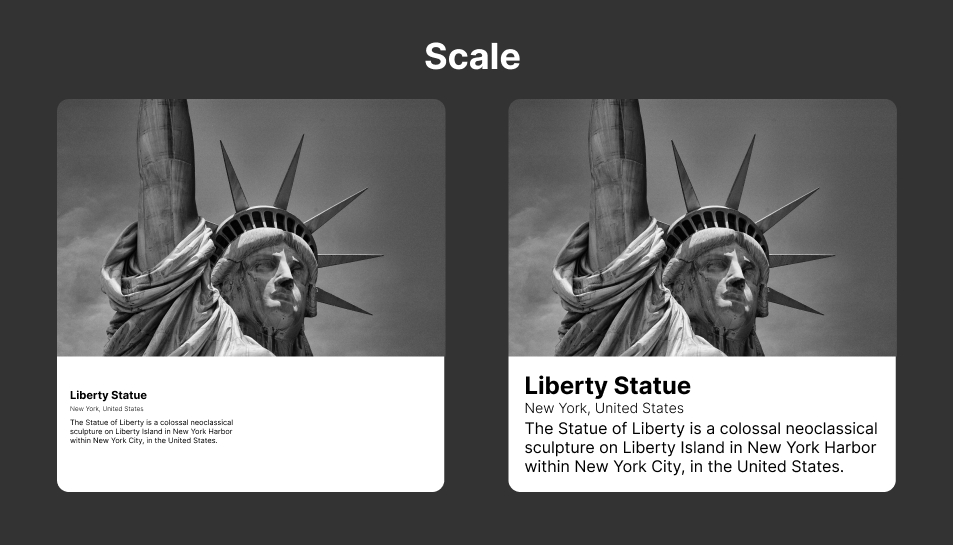 Scale
Liberty Statue
New York, United States
The Statue of Liberty is a colossal neoclassical
sculpture on Liberty Island in New York Harbor
within New York City, in the United States.
Liberty Statue
New York, United States
The Statue of Liberty is a colossal neoclassical
sculpture on Liberty Island in New York Harbor
within New York City, in the United States.